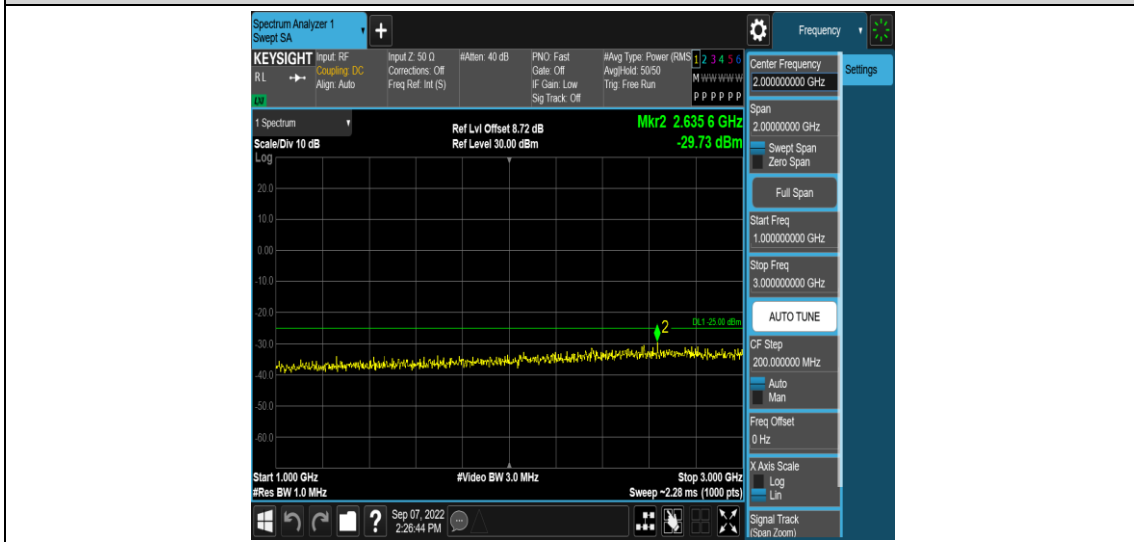 Spectrum Analyzer 1
Swept SA
+
Frequency
KEYSIGHT
RL
LXI
Input: RF
Coupling: DC
Align: Auto
Input Z: 50 Ω
Corrections: Off
Freq Ref: Int (S)
#Atten: 40 dB
PNO: Fast
Gate: Off
IF Gain: Low
Sig Track: Off
#Avg Type: Power (RMS
Avg|Hold: 50/50
Trig: Free Run
1 2 3 4 5 6
M W W W W W
P P P P P P
Center Frequency
2.000000000 GHz
Settings
1 Spectrum
Scale/Div 10 dB
Ref Lvl Offset 8.72 dB
Ref Level 30.00 dBm
Mkr2 2.635 6 GHz
-29.73 dBm
Log
20.0
10.0
0.00
-10.0
-20.0
-30.0
-40.0
-50.0
-60.0
2
DL1 -25.00 dBm
Start 1.000 GHz
#Res BW 1.0 MHz
#Video BW 3.0 MHz
Stop 3.000 GHz
Sweep ~2.28 ms (1000 pts)
Span
2.00000000 GHz
Swept Span
Zero Span
Full Span
Start Freq
1.000000000 GHz
Stop Freq
3.000000000 GHz
AUTO TUNE
CF Step
200.000000 MHz
Auto
Man
Freq Offset
0 Hz
X Axis Scale
Log
Lin
Signal Track
(Span Zoom)
?
Sep 07, 2022
2:26:44 PM